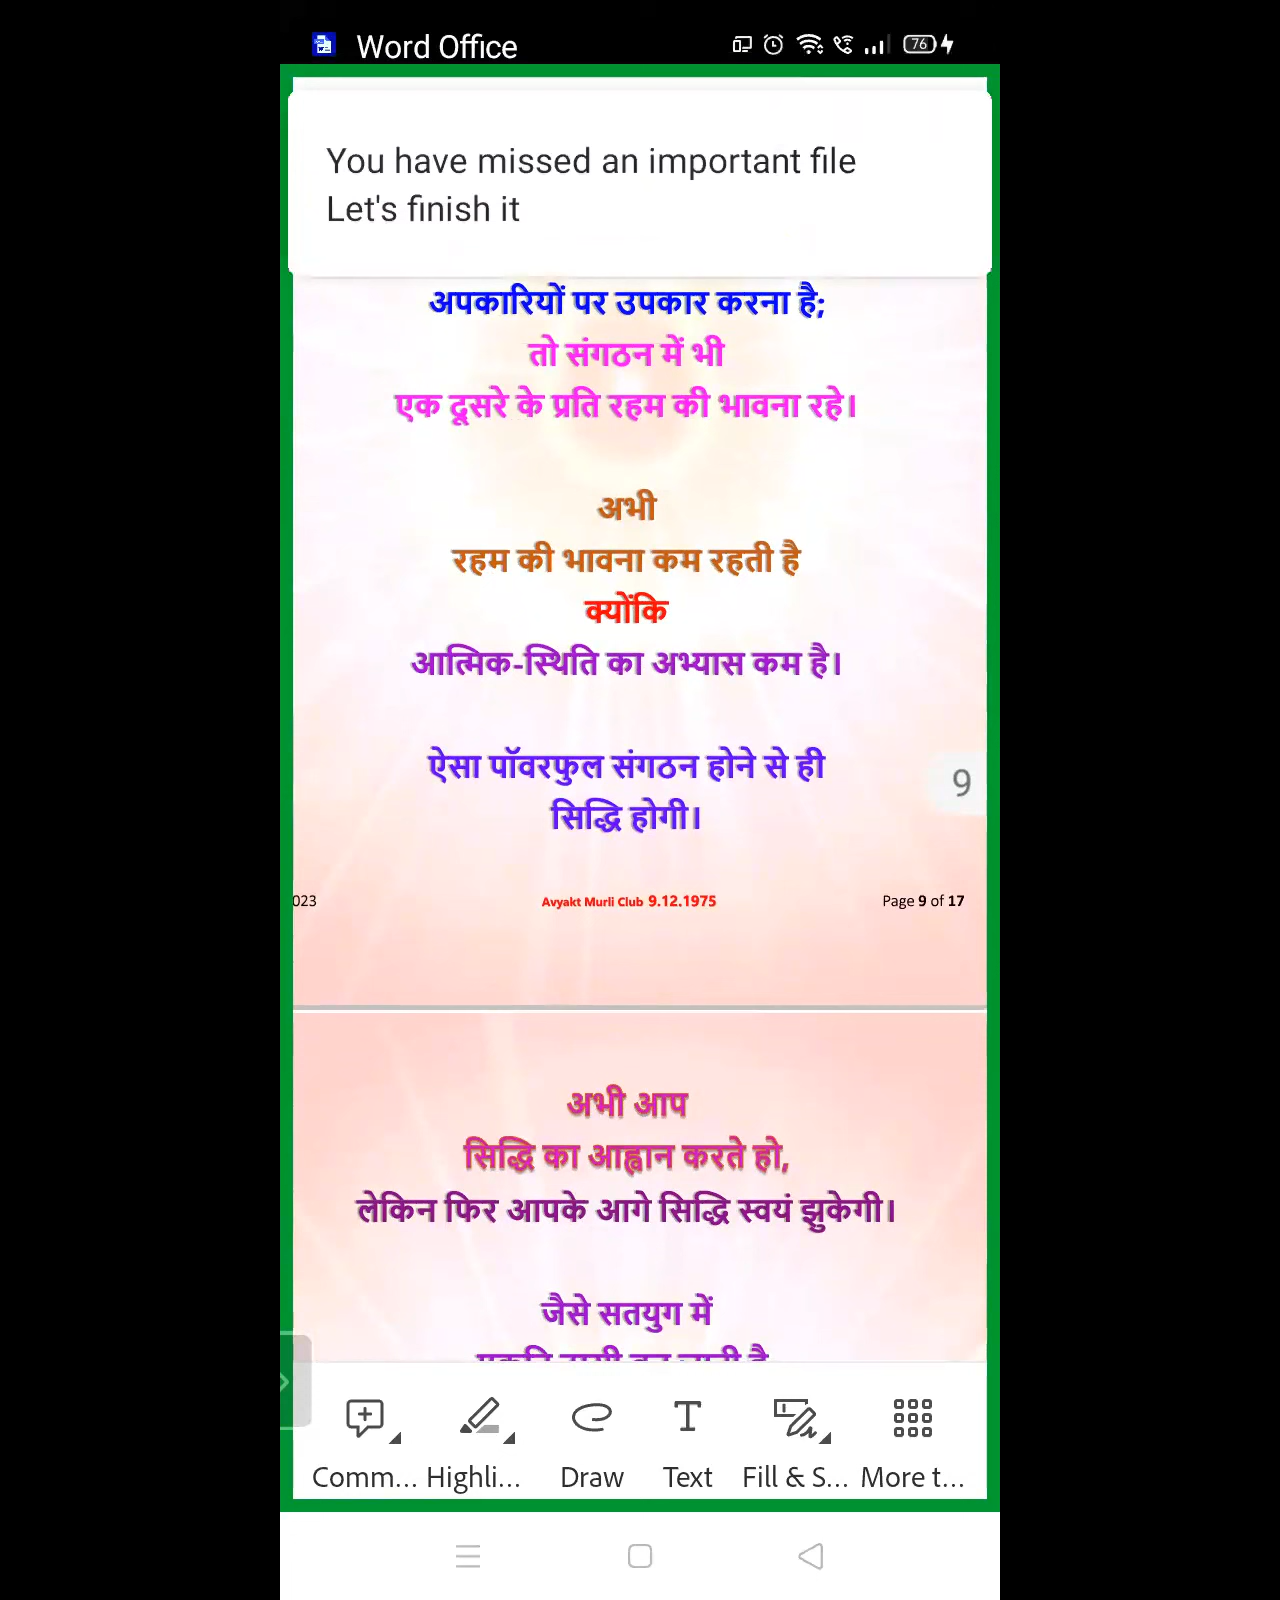 Word Office
76
You have missed an important file
Let's finish it
अपकारियों पर उपकार करना है;
तो संगठन में भी
एक दूसरे के प्रति रहम की भावना रहे।
अभी
रहम की भावना कम रहती है
क्योंकि
आत्मिक-स्थिति का अभ्यास कम है।
ऐसा पॉवरफुल संगठन होने से ही
9
सिद्धि होगी।
023 Avyakt Murli Club 9.12.1975 Page 9 of 17
अभी आप
सिद्धि का आह्वान करते हो,
लेकिन फिर आपके आगे सिद्धि स्वयं झुकेगी।
जैसे सतयुग में
Comm... Highli... Draw Text Fill & S... More t...